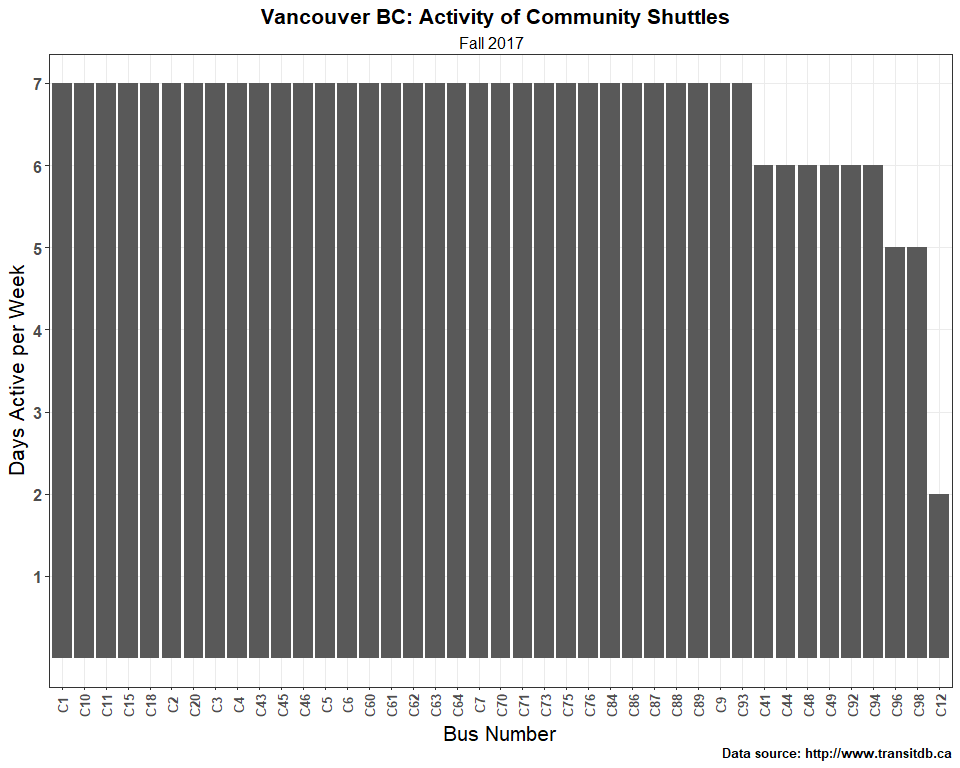 Vancouver BC: Activity of Community Shuttles
Fall 2017
Days Active per Week
7
6
5
4
3
2
1
C1 C10 C11 C15 C18 C2 C20 C3 C4 C43 C45 C46 C5 C6 C60 C61 C62 C63 C64 C7 C70 C71 C73 C75 C76 C84 C86 C87 C88 C89 C9 C93 C41 C44 C48 C49 C92 C94 C96 C98 C12
Bus Number
Data source: http://www.transitdb.ca